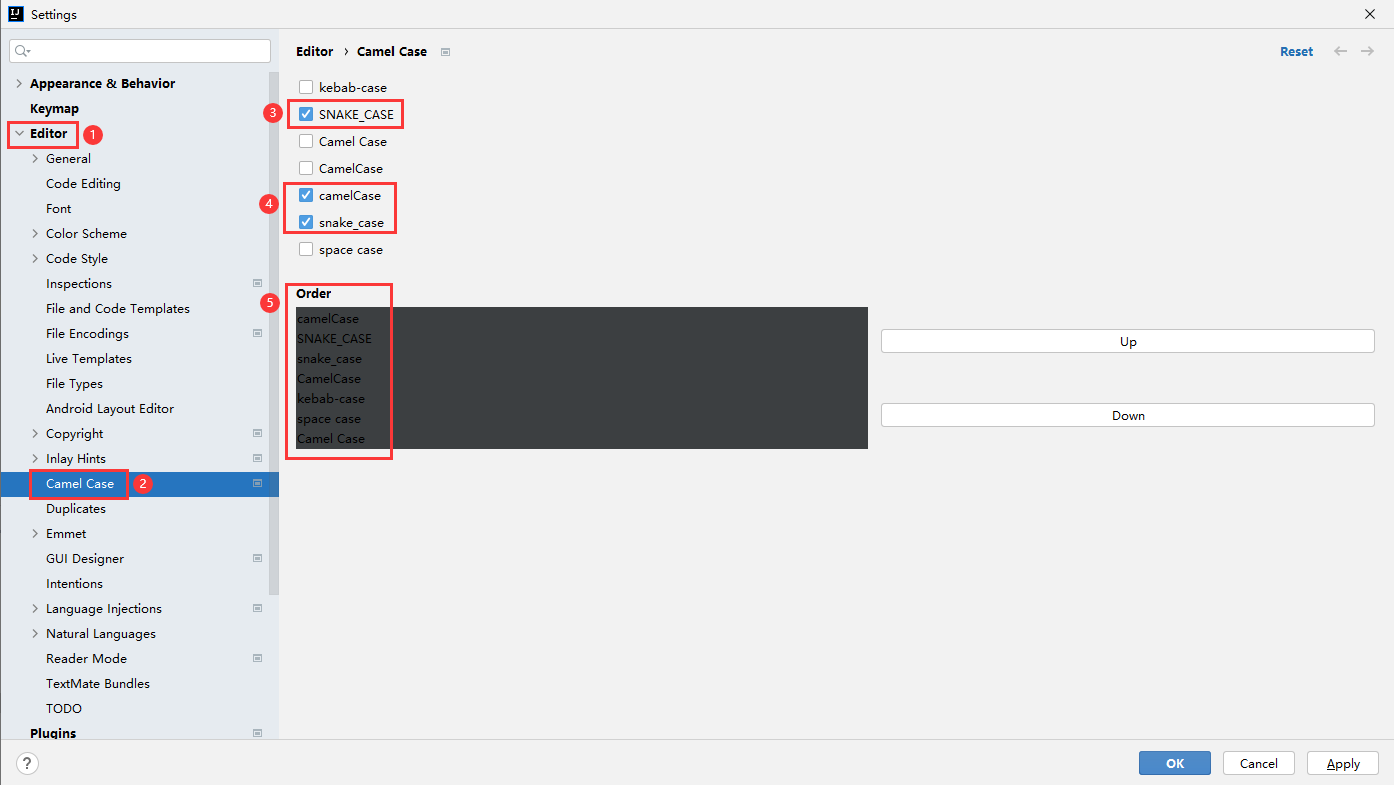 Settings
Appearance & Behavior
Keymap
Editor
1
General
Code Editing
Font
Color Scheme
Code Style
Inspections
File and Code Templates
File Encodings
Live Templates
File Types
Android Layout Editor
Copyright
Inlay Hints
Camel Case
2
Duplicates
Emmet
GUI Designer
Intentions
Language Injections
Natural Languages
Reader Mode
TextMate Bundles
TODO
Plugins
Editor › Camel Case
Reset
kebab-case
3
SNAKE_CASE
Camel Case
CamelCase
4
camelCase
snake_case
space case
5
Order
camelCase
SNAKE_CASE
snake_case
CamelCase
kebab-case
space case
Camel Case
Up
Down
?
OK
Cancel
Apply